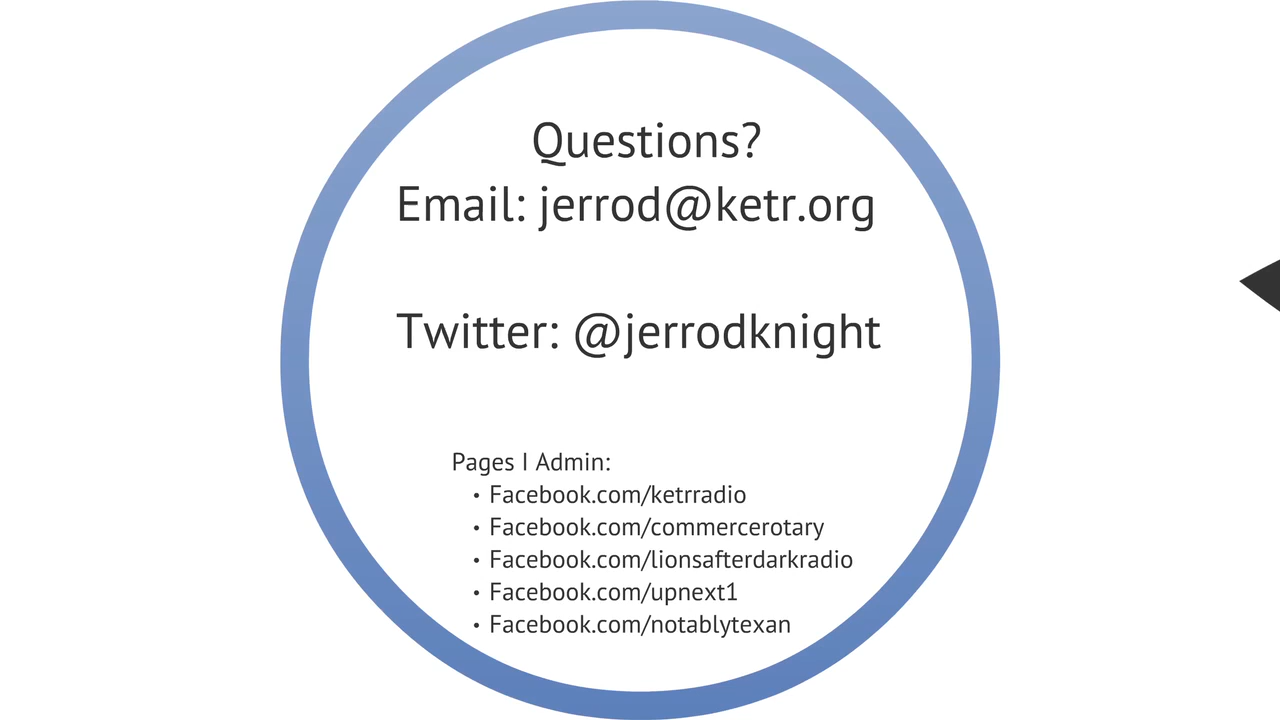 Questions?
Email: jerrod@ketr.org
Twitter: @jerrodknight
Pages I Admin:
• Facebook.com/ketrradio
• Facebook.com/commercerotary
• Facebook.com/lionsafterdarkradio
• Facebook.com/upnext1
• Facebook.com/notablytexan